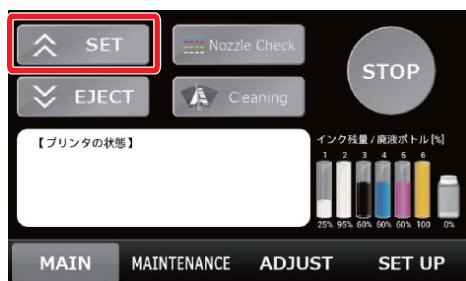 SET
Nozzle Check
STOP
EJECT
Cleaning
【プリンタの状態】
インク残量/廃液ボトル[%]
1 2 3 4 5 6
25% 95% 60% 60% 60% 100 0%
MAIN MAINTENANCE ADJUST SET UP